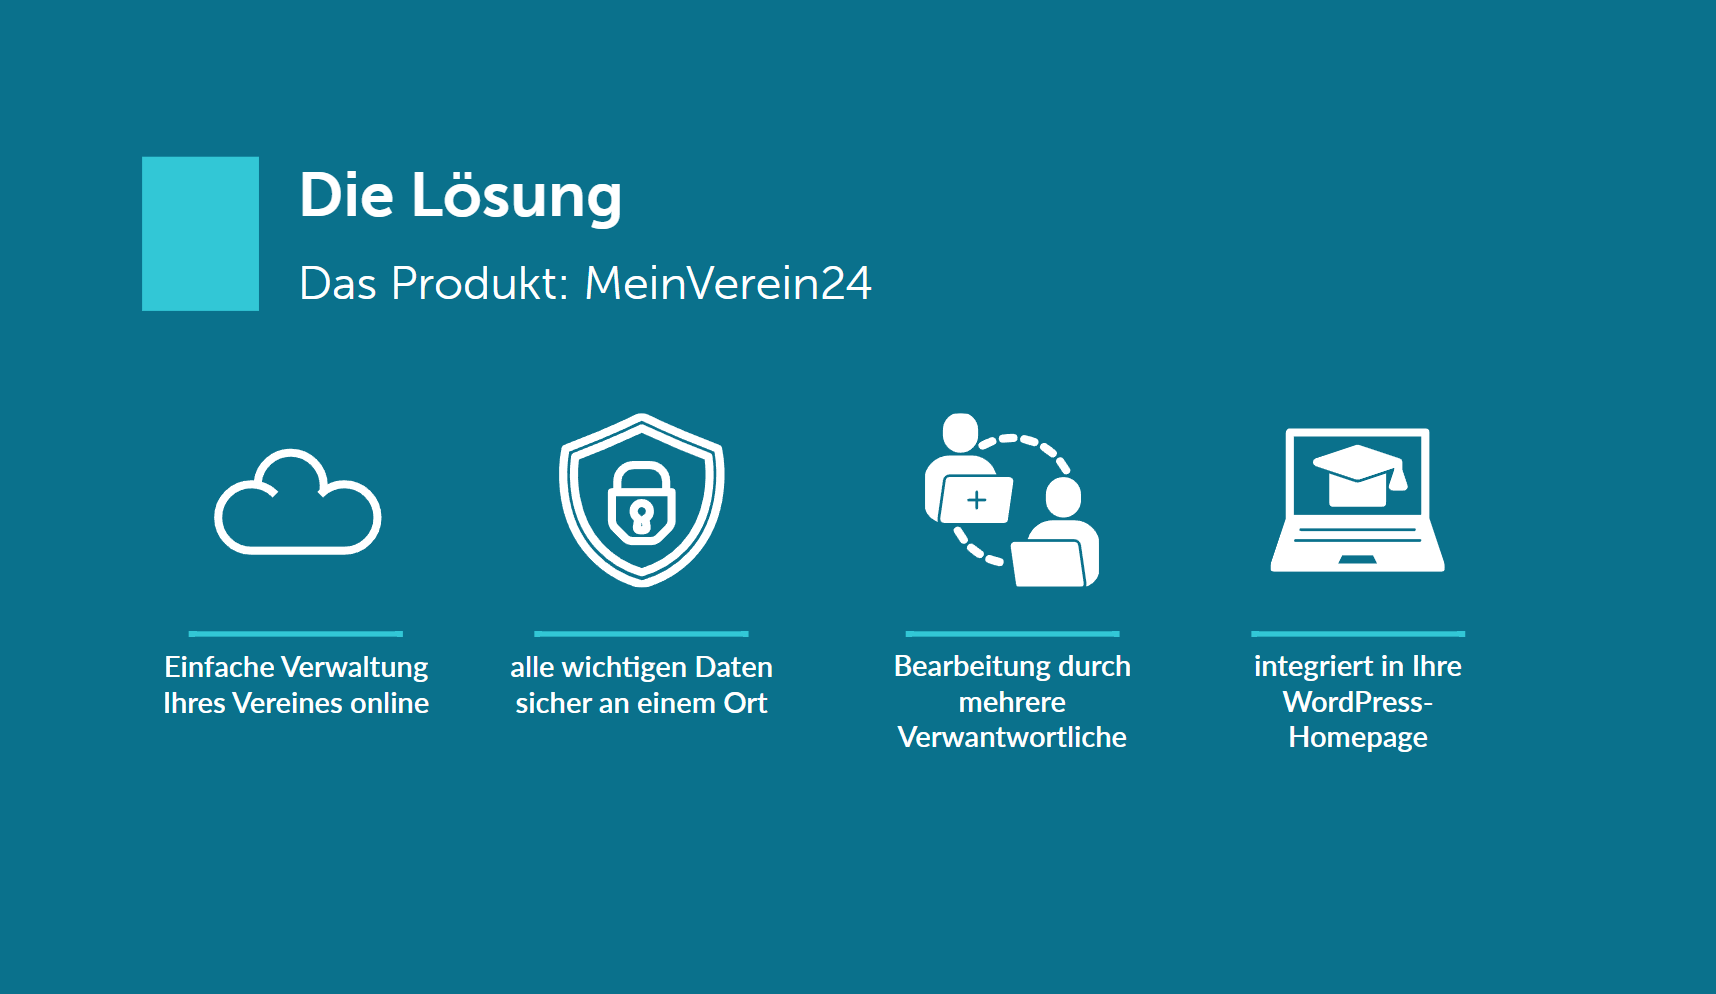 Die Lösung
Das Produkt: MeinVerein24
Einfache Verwaltung
Ihres Vereines online
alle wichtigen Daten
sicher an einem Ort
Bearbeitung durch
mehrere
Verwantwortliche
integriert in Ihre
WordPress-
Homepage